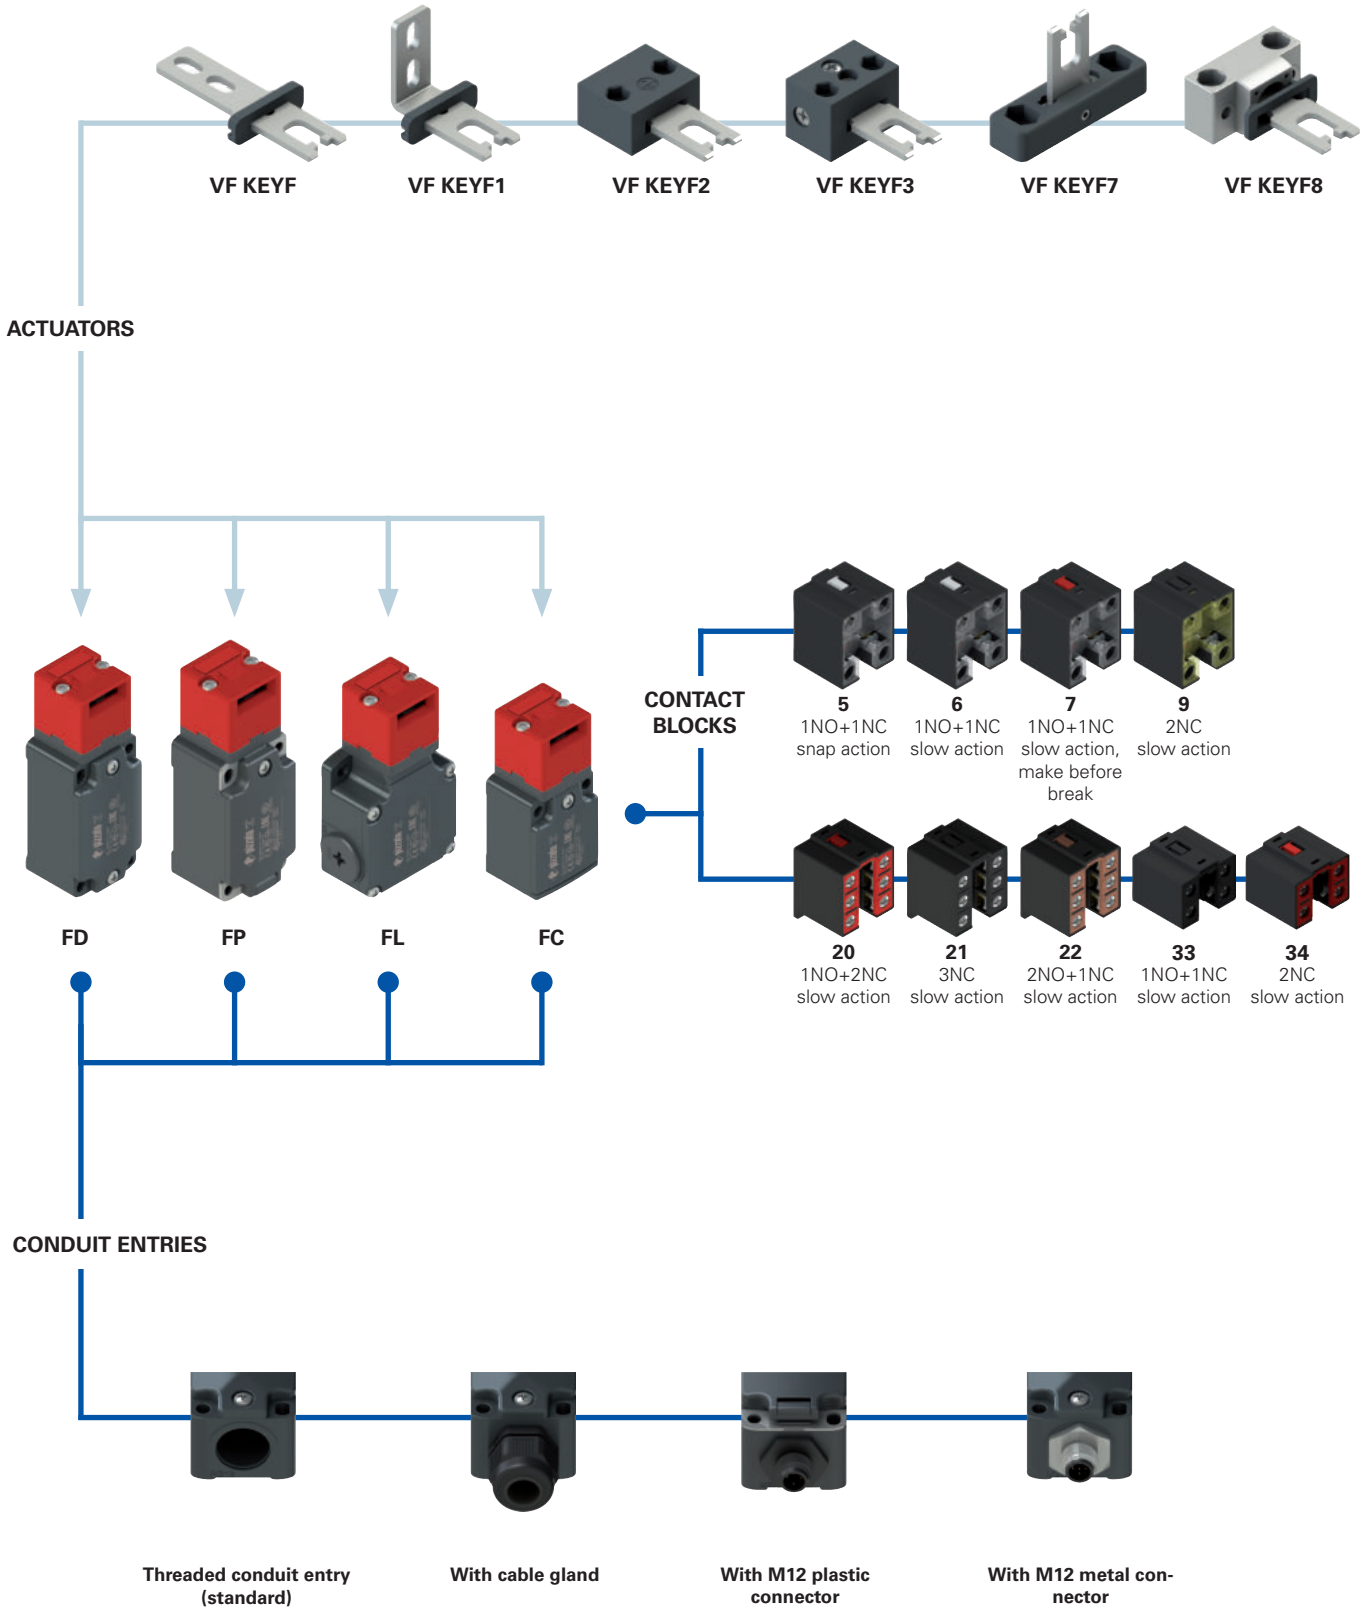 VF KEYF
VF KEYF1
VF KEYF2
VF KEYF3
VF KEYF7
VF KEYF8
ACTUATORS
CONTACT
BLOCKS
5
1NO+1NC
snap action
6
1NO+1NC
slow action
7
1NO+1NC
slow action,
make before
break
9
2NC
slow action
20
1NO+2NC
slow action
21
3NC
slow action
22
2NO+1NC
slow action
33
1NO+1NC
slow action
34
2NC
slow action
FD
FP
FL
FC
CONDUIT ENTRIES
Threaded conduit entry
(standard)
With cable gland
With M12 plastic
connector
With M12 metal con-
nector